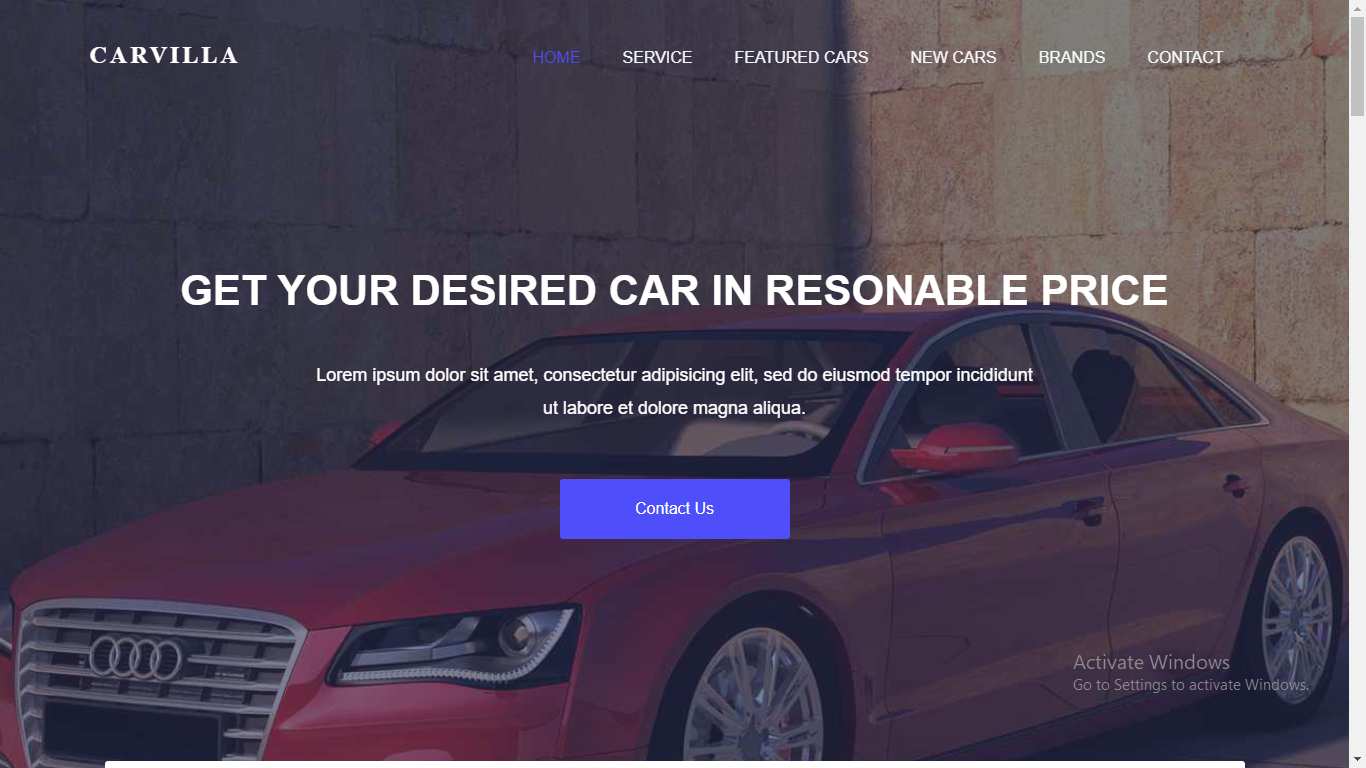 CARVILLA
HOME SERVICE FEATURED CARS NEW CARS BRANDS CONTACT
GET YOUR DESIRED CAR IN RESONABLE PRICE
Lorem ipsum dolor sit amet, consectetur adipisicing elit, sed do eiusmod tempor incididunt
ut labore et dolore magna aliqua.
Contact Us
Activate Windows
Go to Settings to activate Windows.